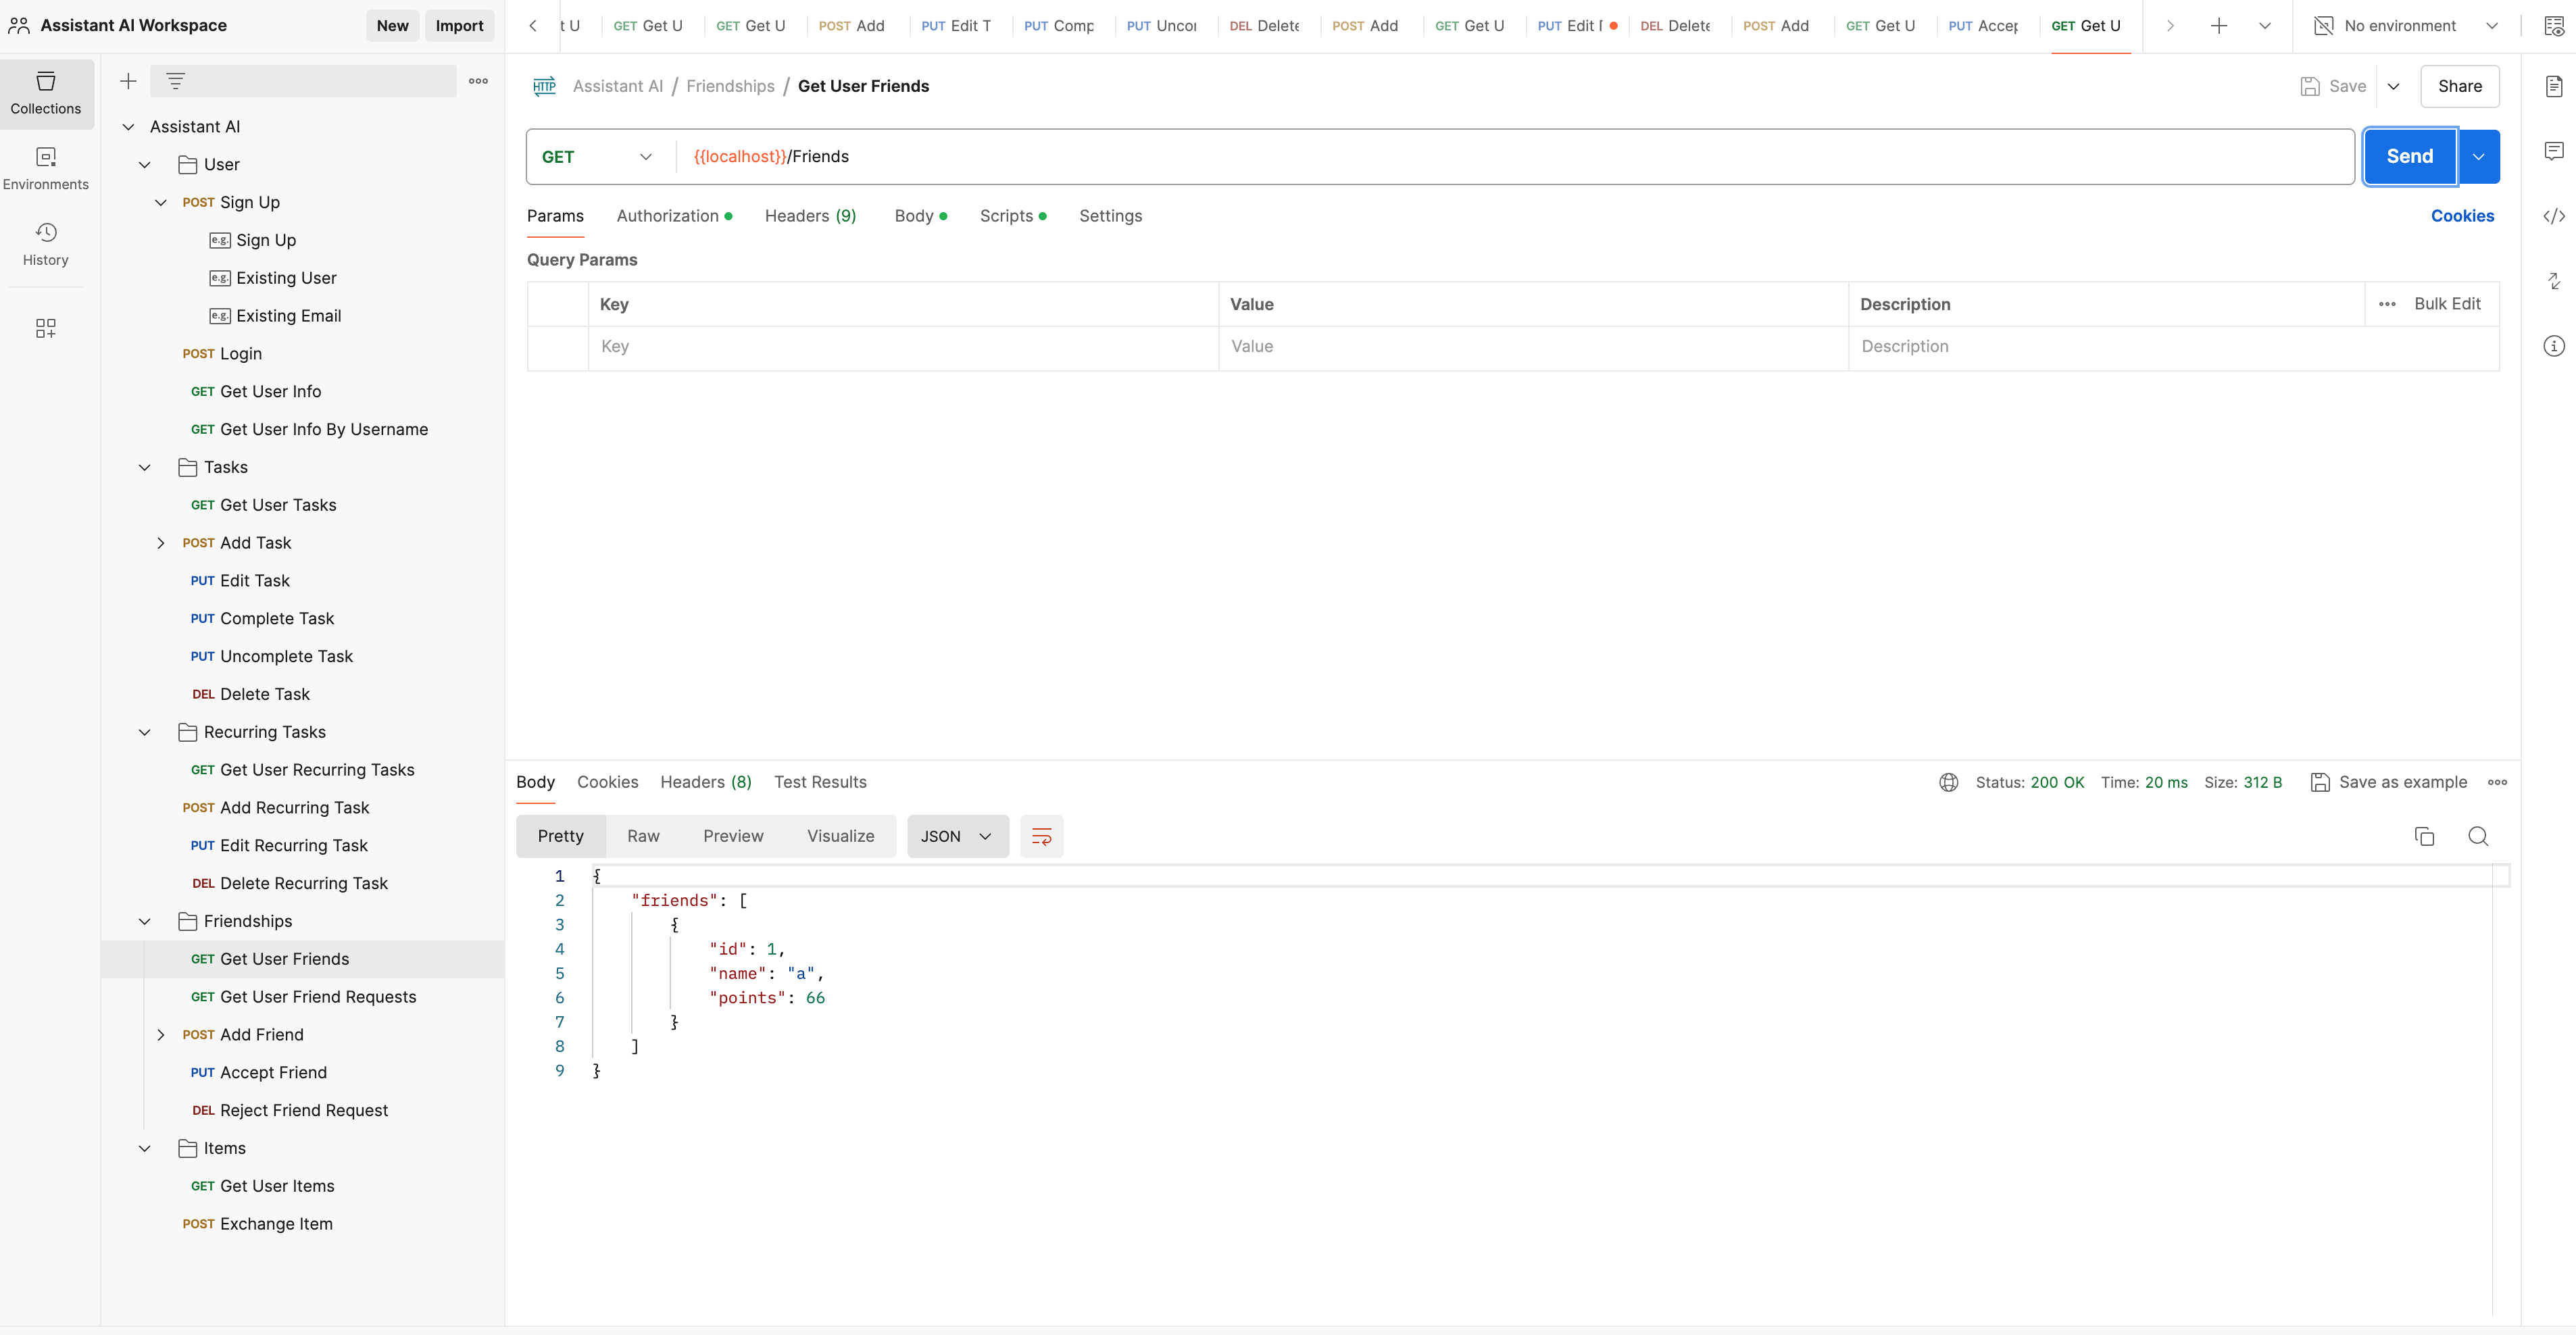 Assistant AI Workspace
New
Import
t U
GET Get U
GET Get U
POST Add
PUT Edit T
PUT Comp
PUT Uncor
DEL Delete
POST Add
GET Get U
PUT Edit
DEL Delete
POST Add
GET Get U
PUT Accep
GET Get U
No environment
Collections
Environments
History
Assistant AI
User
POST Sign Up
e.g. Sign Up
e.g. Existing User
e.g. Existing Email
POST Login
GET Get User Info
GET Get User Info By Username
Tasks
GET Get User Tasks
POST Add Task
PUT Edit Task
PUT Complete Task
PUT Uncomplete Task
DEL Delete Task
Recurring Tasks
GET Get User Recurring Tasks
POST Add Recurring Task
PUT Edit Recurring Task
DEL Delete Recurring Task
Friendships
GET Get User Friends
GET Get User Friend Requests
POST Add Friend
PUT Accept Friend
DEL Reject Friend Request
Items
GET Get User Items
POST Exchange Item
HTTP Assistant AI / Friendships / Get User Friends
Save
Share
GET
{{localhost}}/Friends
Send
Params
Authorization
Headers (9)
Body
Scripts
Settings
Cookies
Query Params
Key
Value
Description
Bulk Edit
Key
Value
Description
Body
Cookies
Headers (8)
Test Results
Status: 200 OK
Time: 20 ms
Size: 312 B
Save as example
Pretty
Raw
Preview
Visualize
JSON
1 {
2 "friends": [
3 {
4 "id": 1,
5 "name": "a",
6 "points": 66
7 }
8 ]
9 }